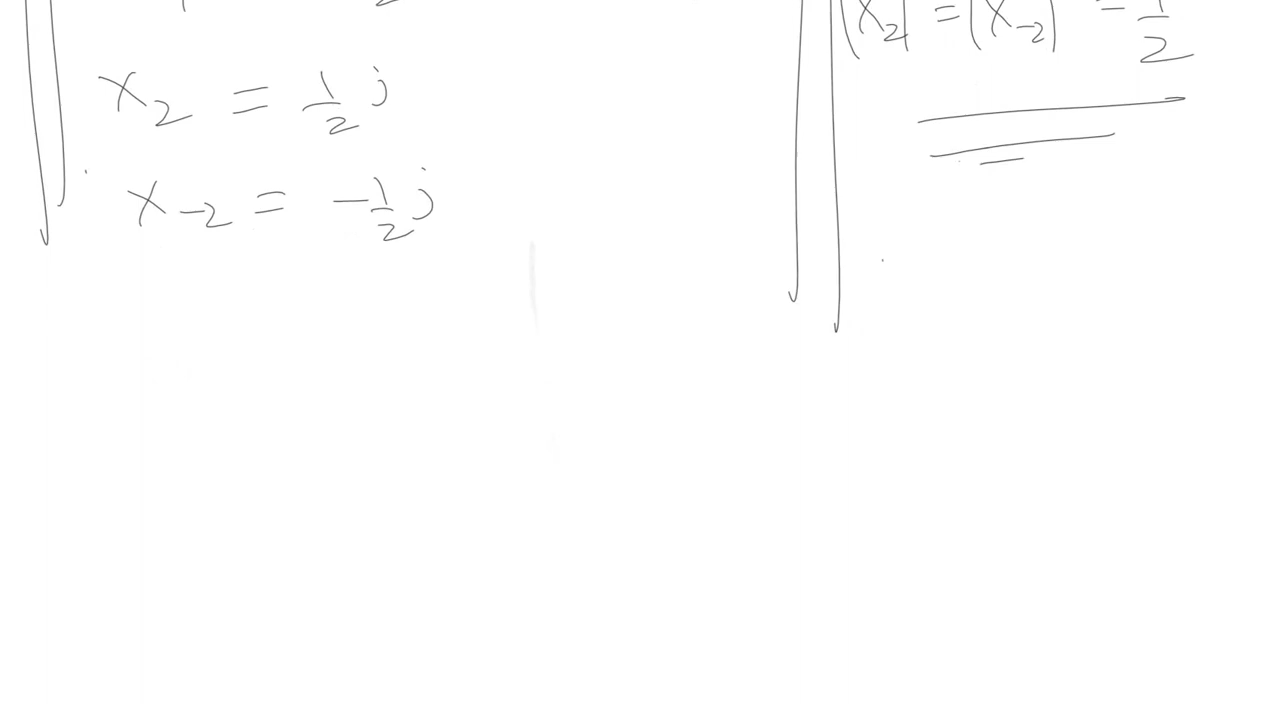 x_2 = 1/2 j
x_{-2} = -1/2 j
|x_2| = |x_{-2}| = 1/2